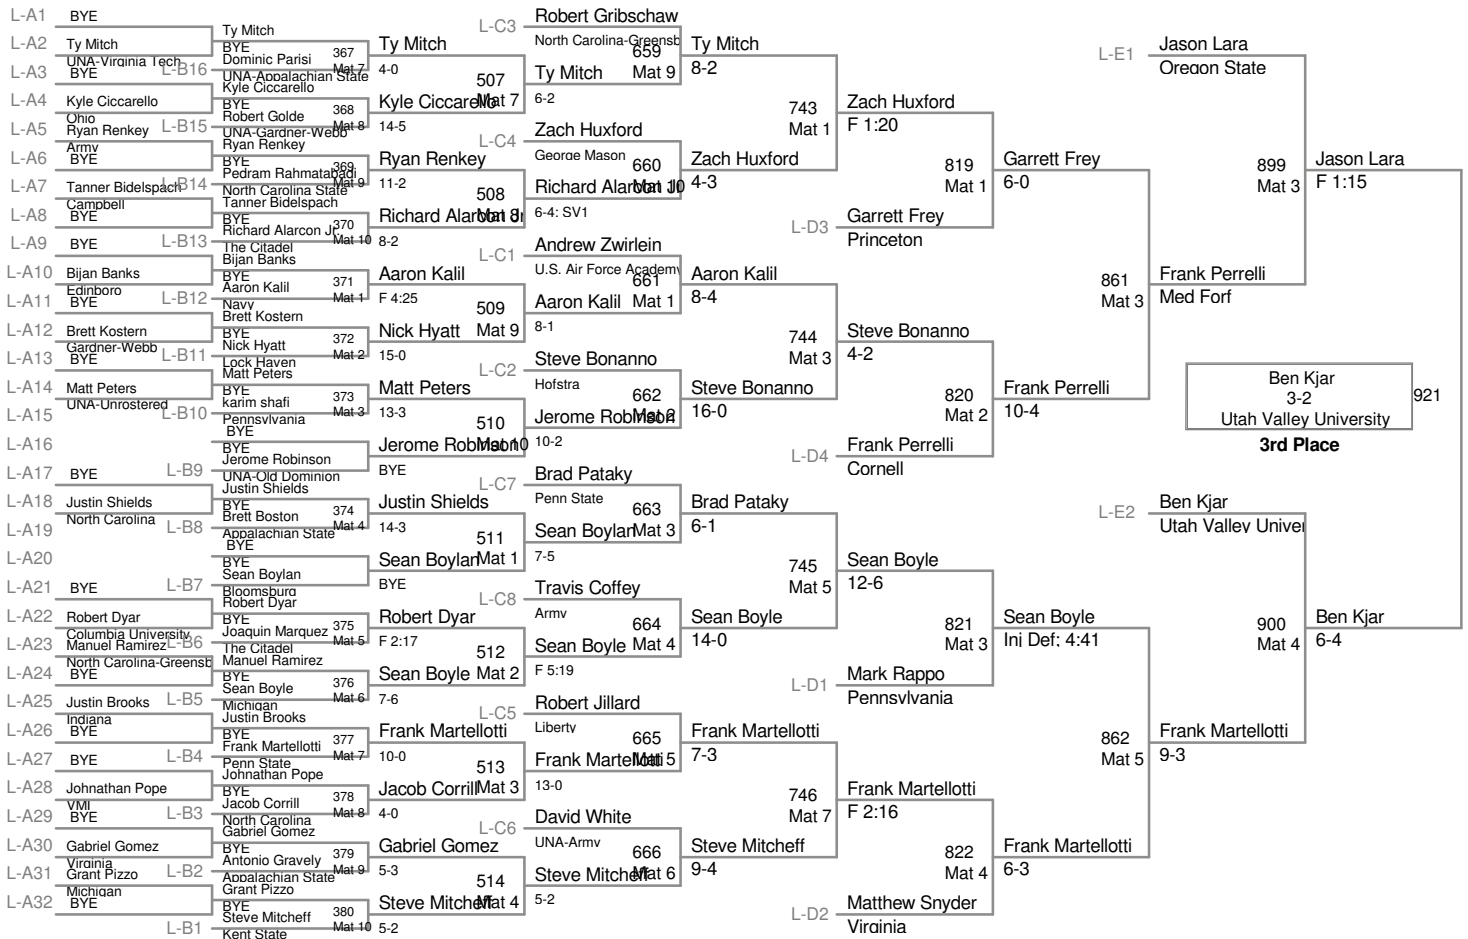 L-A1 BYE
L-A2 Ty Mitch
UNA-Virginia Tech
L-A3 BYE
L-A4 Kyle Ciccarello
Ohio
L-A5 Ryan Renkey
Army
L-A6 BYE
L-A7 Tanner Bidelspach
Campbell
L-A8 BYE
L-A9 BYE
L-A10 Bijan Banks
Edinboro
L-A11 BYE
L-A12 Brett Kostern
Gardner-Webb
L-A13 BYE
L-A14 Matt Peters
UNA-Unrostered
L-A15
L-A16
L-A17 BYE
L-A18 Justin Shields
North Carolina
L-A19
L-A20
L-A21 BYE
L-A22 Robert Dyar
Columbia University
L-A23 Manuel Ramirez
North Carolina-Greensb
L-A24 BYE
L-A25 Justin Brooks
Indiana
L-A26 BYE
L-A27 BYE
L-A28 Johnathan Pope
VMI
L-A29 BYE
L-A30 Gabriel Gomez
Virginia
L-A31 Grant Pizzo
Michigan
L-A32 BYE
Ty Mitch
BYE
L-B16 Dominic Parisi
UNA-Appalachian State
367
Mat 7
Kyle Ciccarello
BYE
L-B15 Robert Golde
UNA-Gardner-Webb
368
Mat 8
Ryan Renkey
BYE
L-B14 Pedram Rahmatabadi
North Carolina State
369
Mat 9
Tanner Bidelspach
BYE
L-B13 Richard Alarcon Jr.
The Citadel
370
Mat 10
Bijan Banks
BYE
L-B12 Aaron Kalil
Navy
371
Mat 1
Brett Kostern
BYE
L-B11 Nick Hyatt
Lock Haven
372
Mat 2
Matt Peters
BYE
L-B10 karim shafi
Pennsylvania
373
Mat 3
BYE
BYE
L-B9 Jerome Robinson
UNA-Old Dominion
Justin Shields
BYE
L-B8 Brett Boston
Appalachian State
374
Mat 4
BYE
BYE
L-B7 Sean Boylan
Bloomsburg
Robert Dyar
BYE
L-B6 Joaquin Marquez
The Citadel
375
Mat 5
Manuel Ramirez
BYE
L-B5 Sean Boyle
Michigan
376
Mat 6
Justin Brooks
BYE
L-B4 Frank Martellotti
Penn State
377
Mat 7
Johnathan Pope
BYE
L-B3 Jacob Corrill
North Carolina
378
Mat 8
Gabriel Gomez
BYE
L-B2 Antonio Gravely
Appalachian State
379
Mat 9
Grant Pizzo
BYE
L-B1 Steve Mitcheff
Kent State
380
Mat 10
Ty Mitch
4-0
507
Mat 7
Kyle Ciccarello
14-5
Ryan Renkey
11-2
508
Mat 8
Richard Alarcon Jr.
8-2
Aaron Kalil
F 4:25
509
Mat 9
Nick Hyatt
15-0
Matt Peters
13-3
510
Mat 10
Jerome Robinson
BYE
Justin Shields
14-3
511
Mat 1
Sean Boylan
BYE
Robert Dyar
F 2:17
512
Mat 2
Sean Boyle
7-6
Frank Martellotti
10-0
513
Mat 3
Jacob Corrill
4-0
Gabriel Gomez
5-3
514
Mat 4
Steve Mitcheff
5-2
L-C3 Robert Gribschaw
North Carolina-Greensb
659
Mat 9
Ty Mitch
6-2
L-C4 Zach Huxford
George Mason
660
Mat 10
Richard Alarcon Jr.
6-4: SV1
L-C1 Andrew Zwirlein
U.S. Air Force Academy
661
Mat 1
Aaron Kalil
8-1
L-C2 Steve Bonanno
Hofstra
662
Mat 2
Jerome Robinson
10-2
L-C7 Brad Pataky
Penn State
663
Mat 3
Sean Boylan
7-5
L-C8 Travis Coffey
Army
664
Mat 4
Sean Boyle
F 5:19
L-C5 Robert Jillard
Liberty
665
Mat 5
Frank Martellotti
13-0
L-C6 David White
UNA-Army
666
Mat 6
Steve Mitcheff
5-2
Ty Mitch
8-2
743
Mat 1
Zach Huxford
4-3
Aaron Kalil
8-4
744
Mat 3
Steve Bonanno
16-0
Brad Pataky
6-1
745
Mat 5
Sean Boyle
14-0
Frank Martellotti
7-3
746
Mat 7
Steve Mitcheff
9-4
Zach Huxford
F 1:20
819
Mat 1
L-D3 Garrett Frey
Princeton
Steve Bonanno
4-2
820
Mat 2
L-D4 Frank Perrelli
Cornell
Sean Boyle
12-6
821
Mat 3
L-D1 Mark Rappo
Pennsylvania
Frank Martellotti
F 2:16
822
Mat 4
L-D2 Matthew Snyder
Virginia
Garrett Frey
6-0
861
Mat 3
Frank Perrelli
10-4
Sean Boyle
Inj Def: 4:41
862
Mat 5
Frank Martellotti
6-3
L-E1 Jason Lara
Oregon State
899
Mat 3
Frank Perrelli
Med Forf
L-E2 Ben Kjar
Utah Valley Univer
900
Mat 4
Frank Martellotti
9-3
Jason Lara
F 1:15
Ben Kjar
3-2
Utah Valley University
921
3rd Place
Ben Kjar
6-4